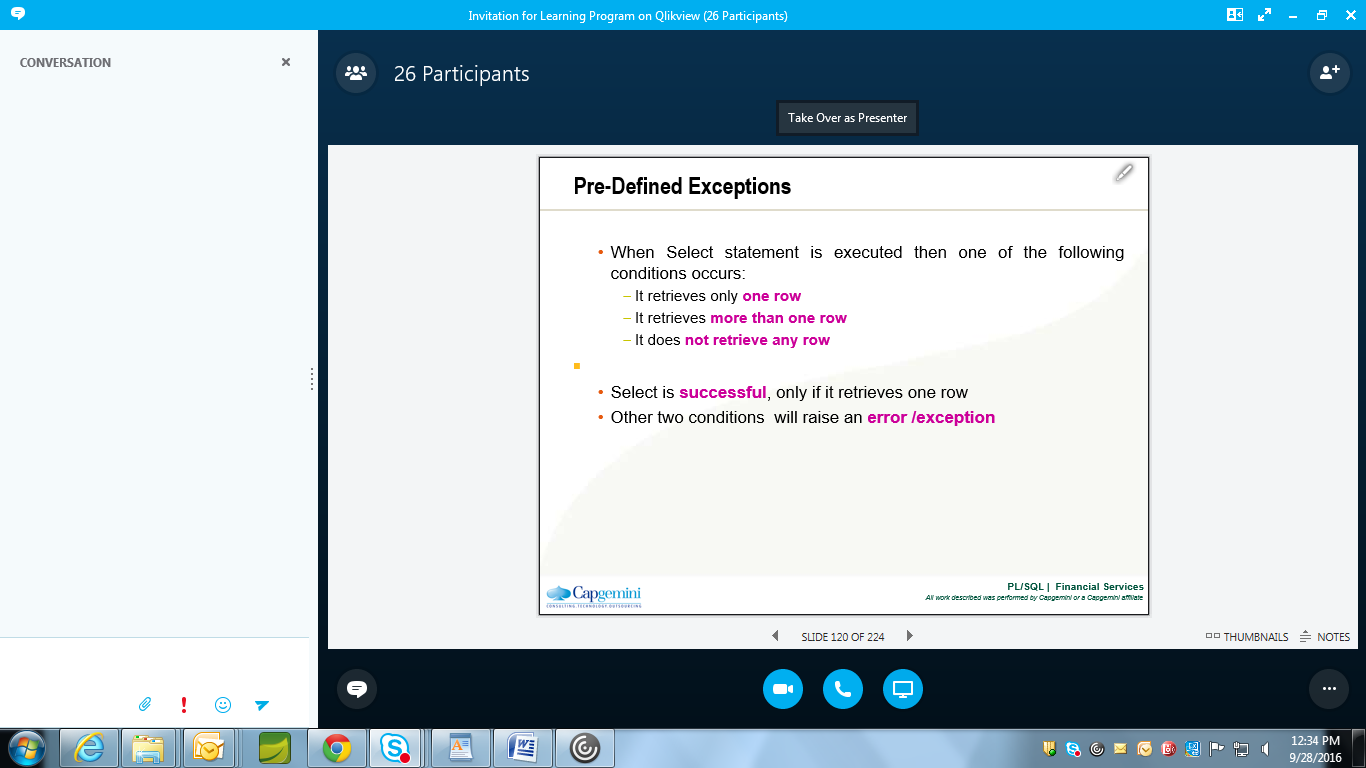 Invitation for Learning Program on Qlikview (26 Participants)
CONVERSATION
26 Participants
Take Over as Presenter
Pre-Defined Exceptions
• When Select statement is executed then one of the following
conditions occurs:
– It retrieves only one row
– It retrieves more than one row
– It does not retrieve any row
• Select is successful, only if it retrieves one row
• Other two conditions will raise an error /exception
Capgemini
CONSULTING.TECHNOLOGY.OUTSOURCING
PL/SQL | Financial Services
All work described was performed by Capgemini or a Capgemini affiliate
SLIDE 120 OF 224
THUMBNAILS
NOTES
12:34 PM
9/28/2016